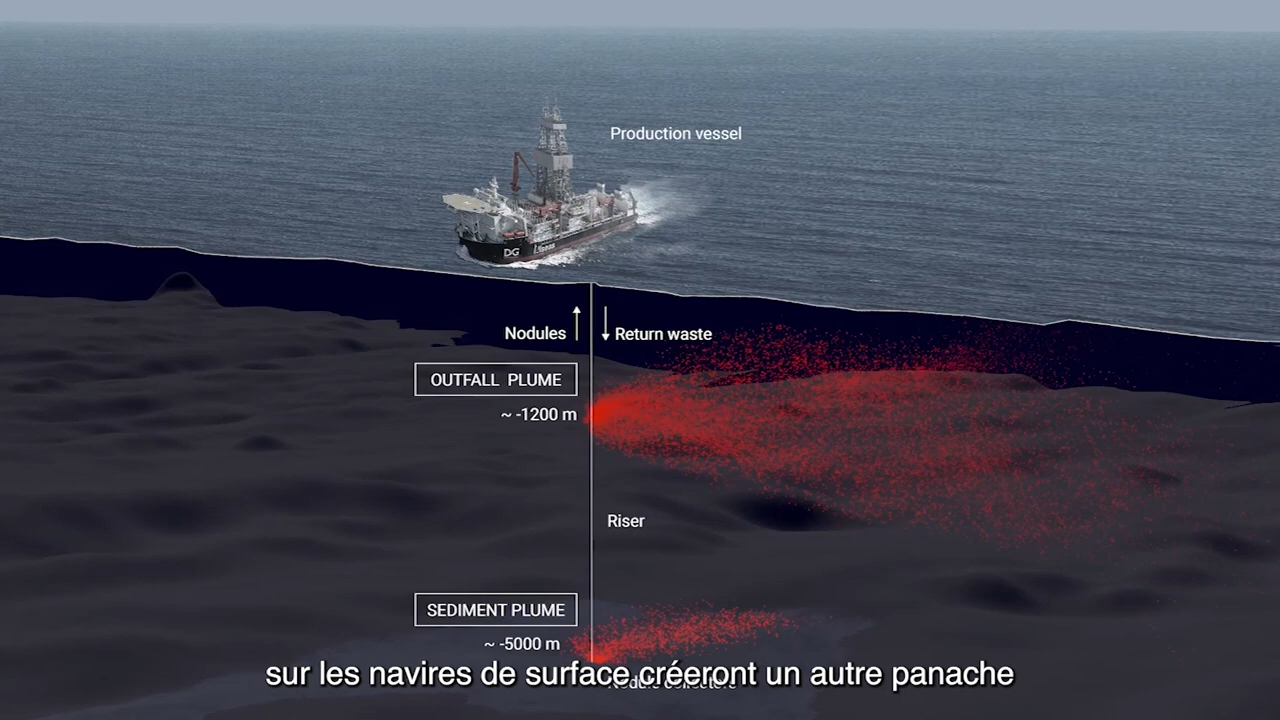 Production vessel
DG
Nodules
Return waste
OUTFALL PLUME
~ -1200 m
Riser
SEDIMENT PLUME
~ -5000 m
sur les navires de surface créeront un autre panache